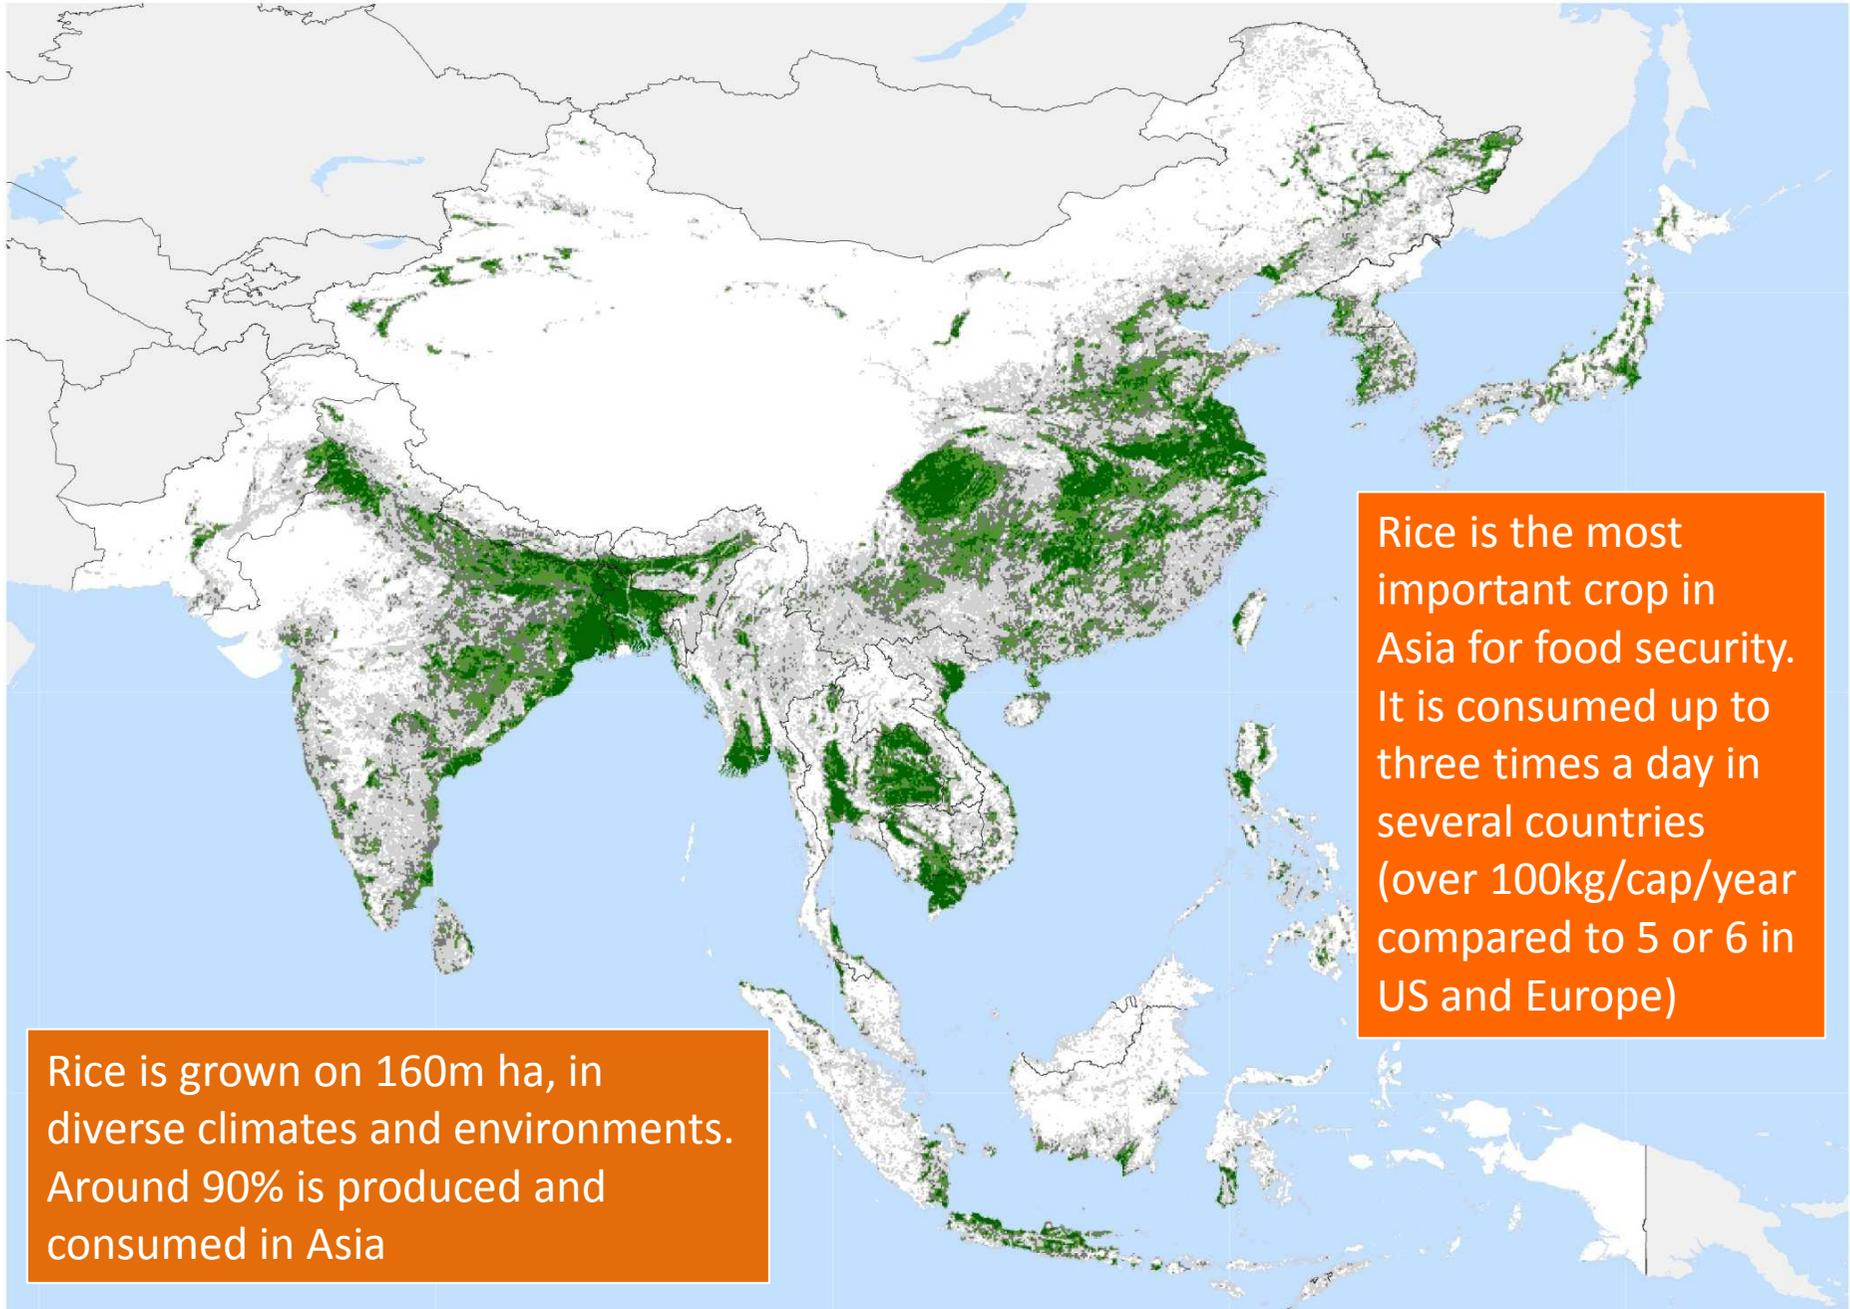 Rice is the most
important crop in
Asia for food security.
It is consumed up to
three times a day in
several countries
(over 100kg/cap/year
compared to 5 or 6 in
US and Europe)
Rice is grown on 160m ha, in
diverse climates and environments.
Around 90% is produced and
consumed in Asia